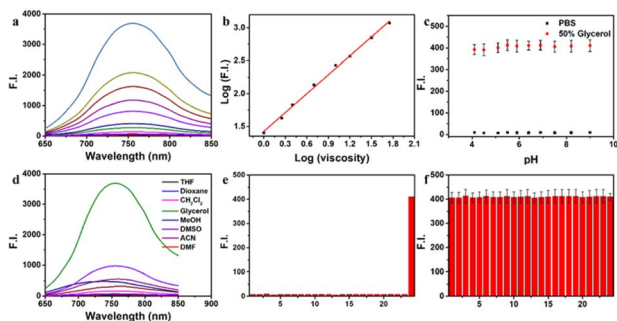 a
4000
3000
2000
1000
0
650 700 750 800 850
Wavelength (nm)
F.I.
b
3.0
2.5
2.0
1.5
0.0 0.3 0.6 0.9 1.2 1.5 1.8 2.1
Log (viscosity)
Log (F.I.)
c
PBS
50% Glycerol
500
400
300
200
100
0
2 4 6 8 10
pH
F.I.
d
THF
Dioxane
CH2Cl2
Glycerol
MeOH
DMSO
ACN
DMF
4000
3000
2000
1000
0
650 700 750 800 850
Wavelength (nm)
F.I.
e
500
400
300
200
100
0
5 10 15 20
F.I.
f
500
400
300
200
100
0
5 10 15 20
F.I.